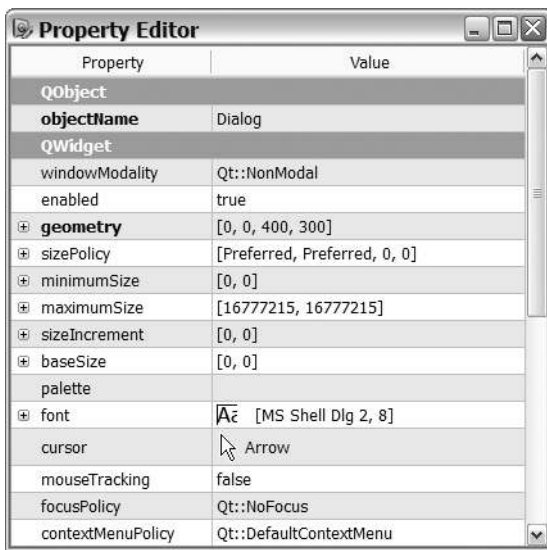 Property Editor
Property Value
QObject
objectName Dialog
QWidget
windowModality Qt::NonModal
enabled true
geometry [0, 0, 400, 300]
sizePolicy [Preferred, Preferred, 0, 0]
minimumSize [0, 0]
maximumSize [16777215, 16777215]
sizeIncrement [0, 0]
baseSize [0, 0]
palette
font Aa [MS Shell Dlg 2, 8]
cursor Arrow
mouseTracking false
focusPolicy Qt::NoFocus
contextMenuPolicy Qt::DefaultContextMenu